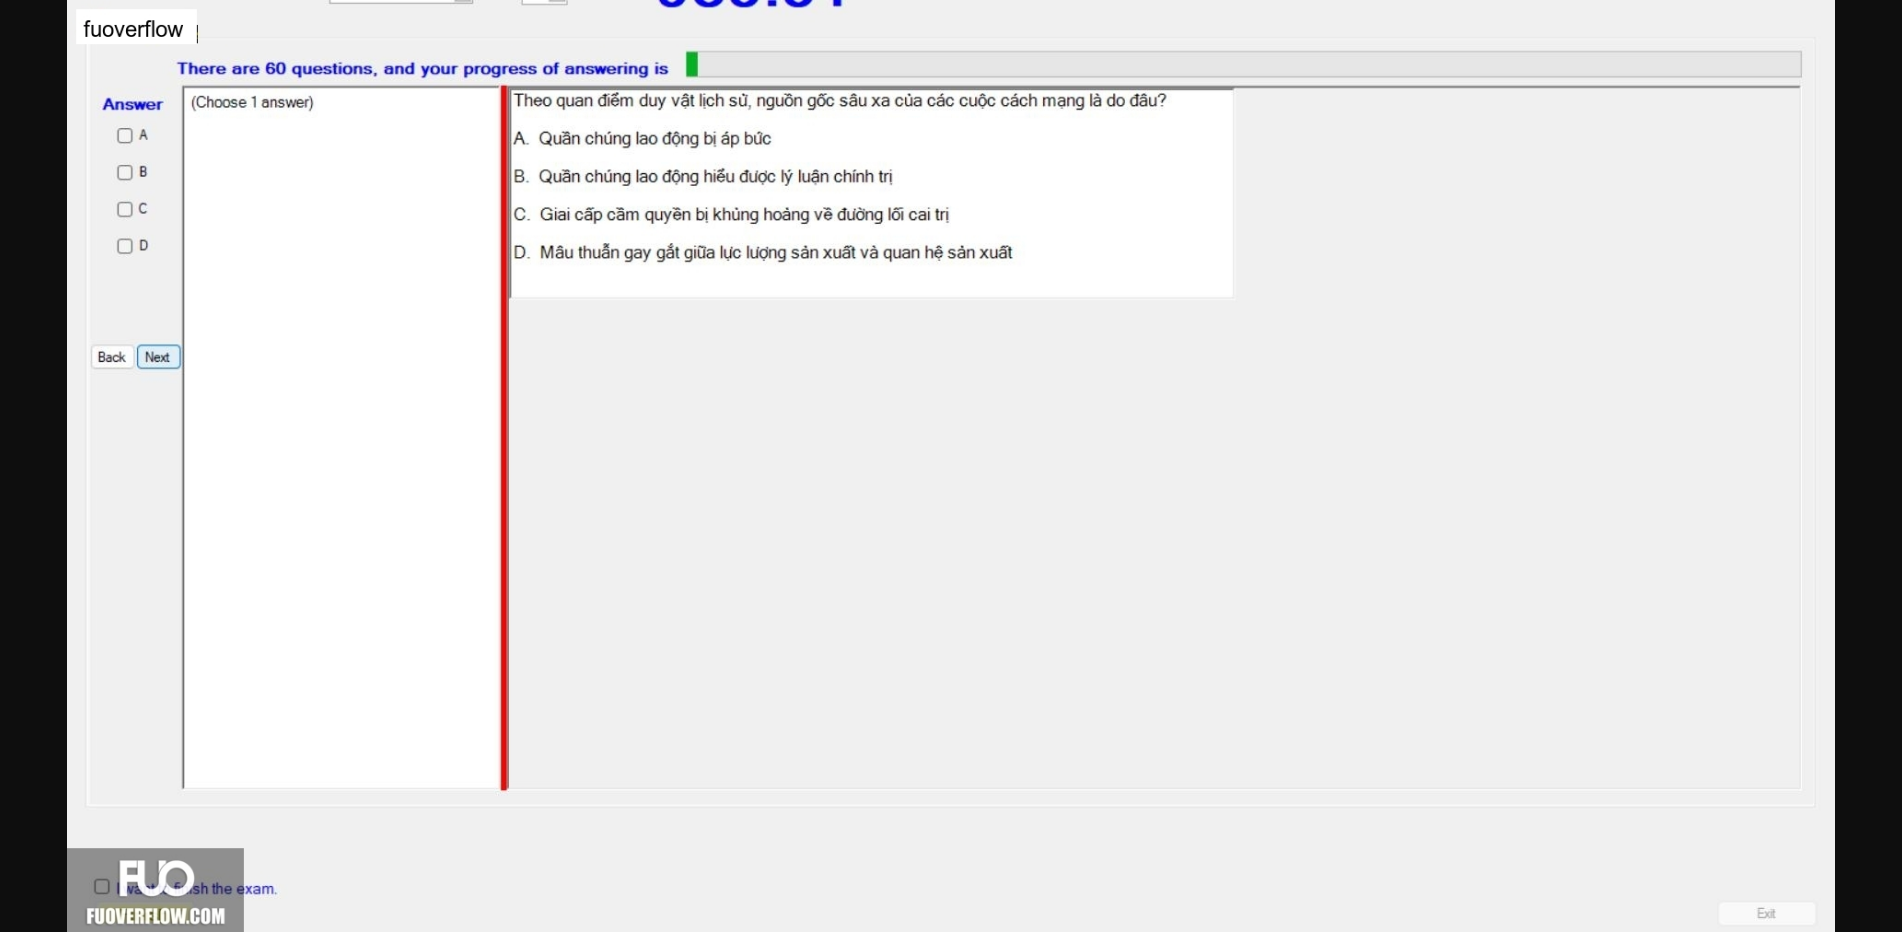 fuoverflow
There are 60 questions, and your progress of answering is
Answer
(Choose 1 answer)
A
B
C
D
Back Next
Theo quan điểm duy vật lịch sử, nguồn gốc sâu xa của các cuộc cách mạng là do đâu?
A. Quần chúng lao động bị áp bức
B. Quần chúng lao động hiểu được lý luận chính trị
C. Giai cấp cầm quyền bị khủng hoảng về đường lối cai trị
D. Mâu thuẫn gay gắt giữa lực lượng sản xuất và quan hệ sản xuất
FUO
the exam.
FUOVERFLOW.COM
Exit